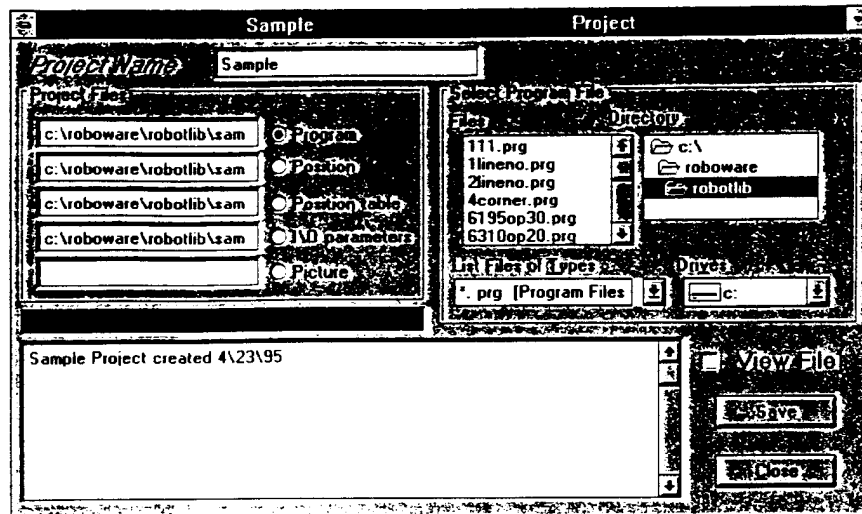 Sample Project
Project Name Sample
Project Files
c:\roboware\robotlib\sam Program
c:\roboware\robotlib\sam Position
c:\roboware\robotlib\sam Position table
c:\roboware\robotlib\sam I\O parameters
Picture
Select Program File
Files
111.prg
1lineno.prg
2lineno.prg
4corner.prg
6195op30.prg
6310op20.prg
Directory
c:\
roboware
robotlib
List Files of Types
*. prg (Program Files
Drives
c:
Sample Project created 4\23\95
View File
Save
Close